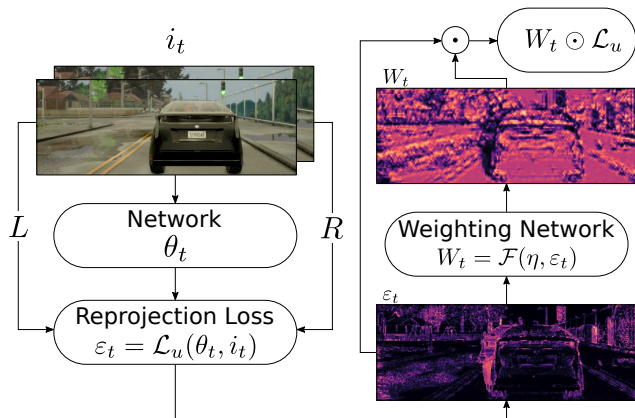 i_t
L
R
Network
θ_t
Reprojection Loss
ε_t = ℒ_u(θ_t, i_t)
W_t ⊙ ℒ_u
W_t
Weighting Network
W_t = ℱ(η, ε_t)
ε_t